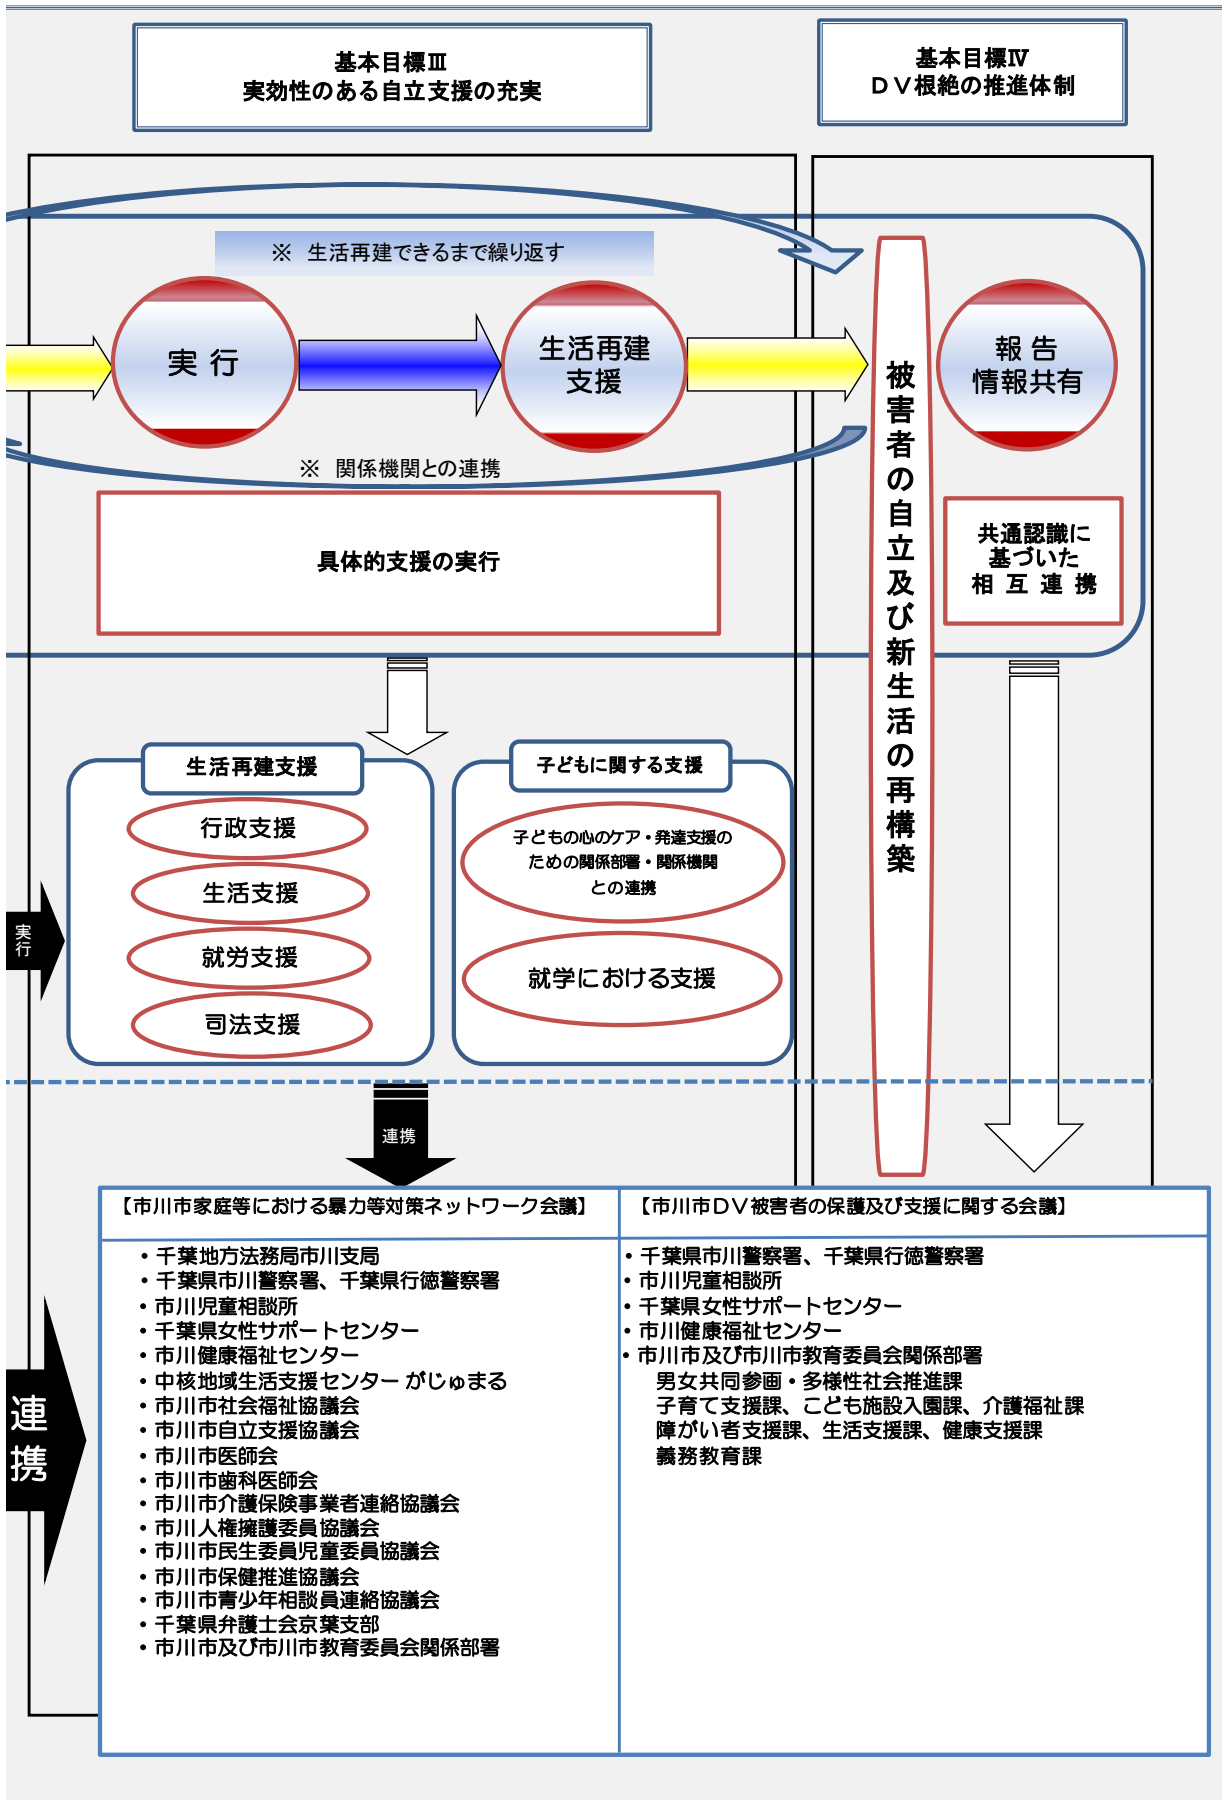 基本目標Ⅲ
実効性のある自立支援の充実
基本目標Ⅳ
ＤＶ根絶の推進体制
※　生活再建できるまで繰り返す
実 行
生活再建
支援
※　関係機関との連携
具体的支援の実行
被害者の自立及び新生活の再構築
報 告
情報共有
共通認識に
基づいた
相 互 連 携
生活再建支援
行政支援
生活支援
就労支援
司法支援
子どもに関する支援
子どもの心のケア・発達支援の
ための関係部署・関係機関
との連携
就学における支援
実行
連携
連携
【市川市家庭等における暴力等対策ネットワーク会議】
・千葉地方法務局市川支局
・千葉県市川警察署、千葉県行徳警察署
・市川児童相談所
・千葉県女性サポートセンター
・市川健康福祉センター
・中核地域生活支援センター がじゅまる
・市川市社会福祉協議会
・市川市自立支援協議会
・市川市医師会
・市川市歯科医師会
・市川市介護保険事業者連絡協議会
・市川人権擁護委員協議会
・市川市民生委員児童委員協議会
・市川市保健推進協議会
・市川市青少年相談員連絡協議会
・千葉県弁護士会京葉支部
・市川市及び市川市教育委員会関係部署
【市川市ＤＶ被害者の保護及び支援に関する会議】
・千葉県市川警察署、千葉県行徳警察署
・市川児童相談所
・千葉県女性サポートセンター
・市川健康福祉センター
・市川市及び市川市教育委員会関係部署
男女共同参画・多様性社会推進課
子育て支援課、こども施設入園課、介護福祉課
障がい者支援課、生活支援課、健康支援課
義務教育課